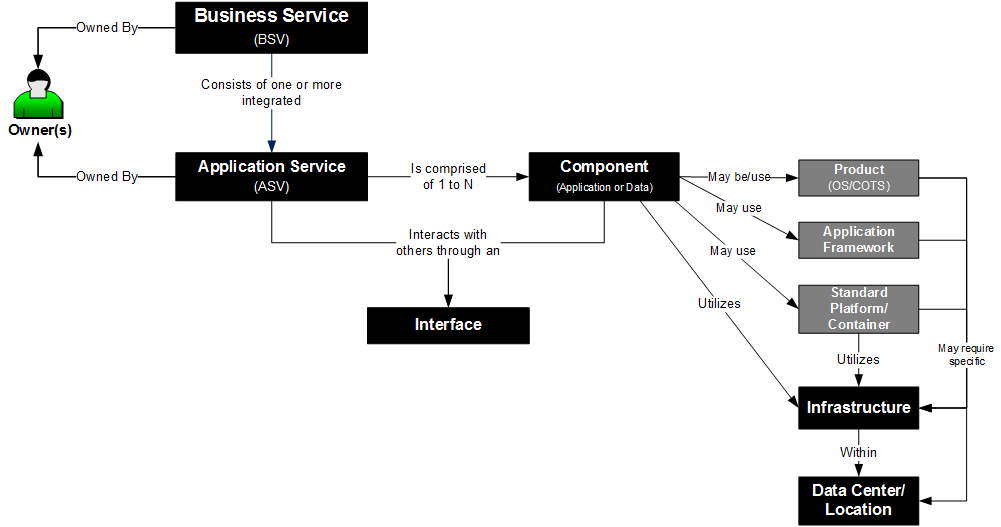 Business Service
(BSV)
Owned By
Consists of one or more
integrated
Owner(s)
Owned By
Application Service
(ASV)
Is comprised
of 1 to N
Component
(Application or Data)
May be/use
Product
(OS/COTS)
May use
Application
Framework
Interacts with
others through an
May use
Standard
Platform/
Container
Utilizes
Interface
May require
specific
Utilizes
Infrastructure
Within
Data Center/
Location